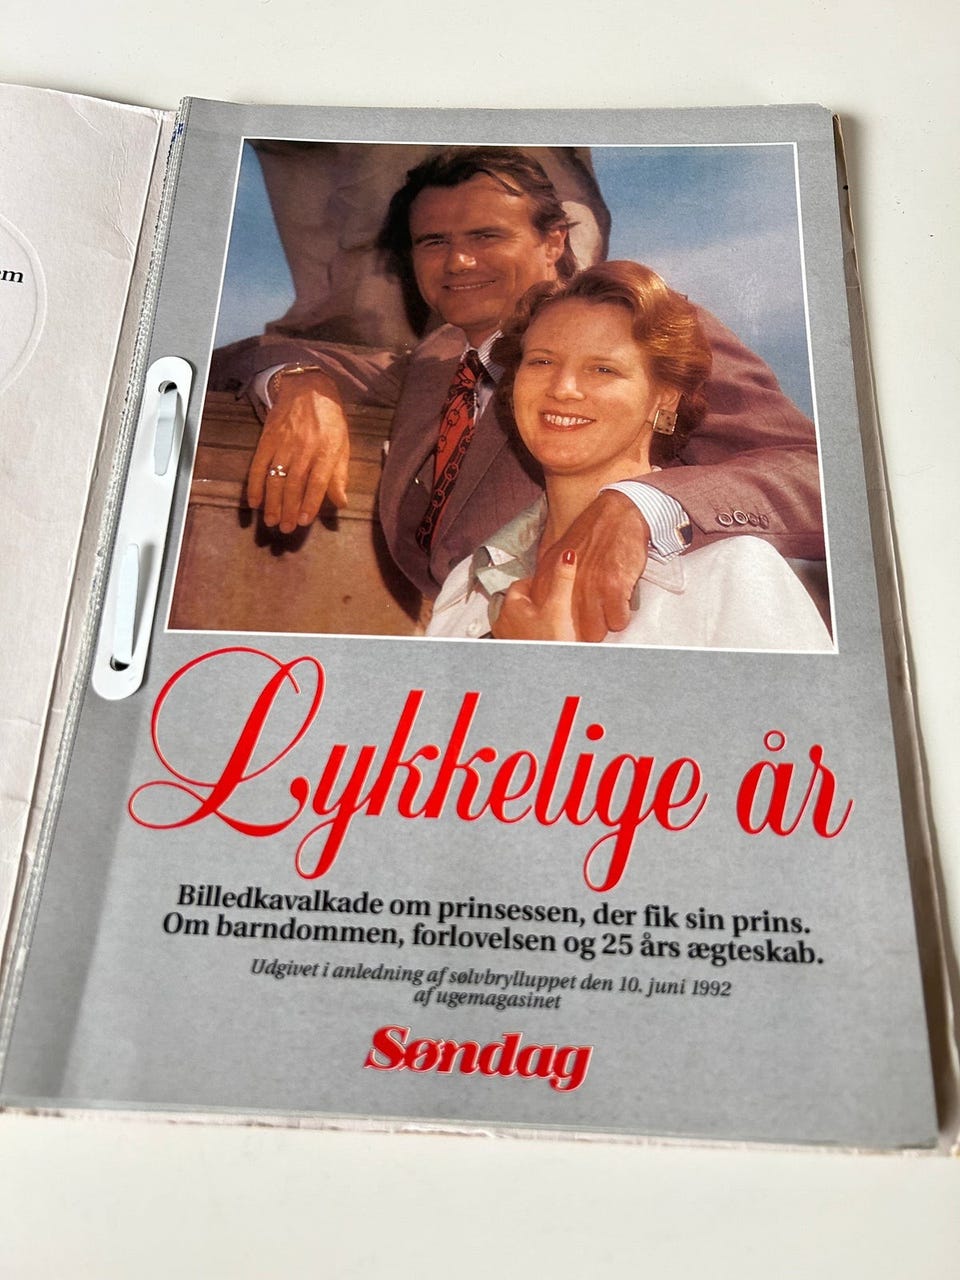 em
Lykkelige år
Billedkavalkade om prinsessen, der fik sin prins.
Om barndommen, forlovelsen og 25 års ægteskab.
Udgivet i anledning af sølvbrylluppet den 10. juni 1992
af ugemagasinet
Søndag